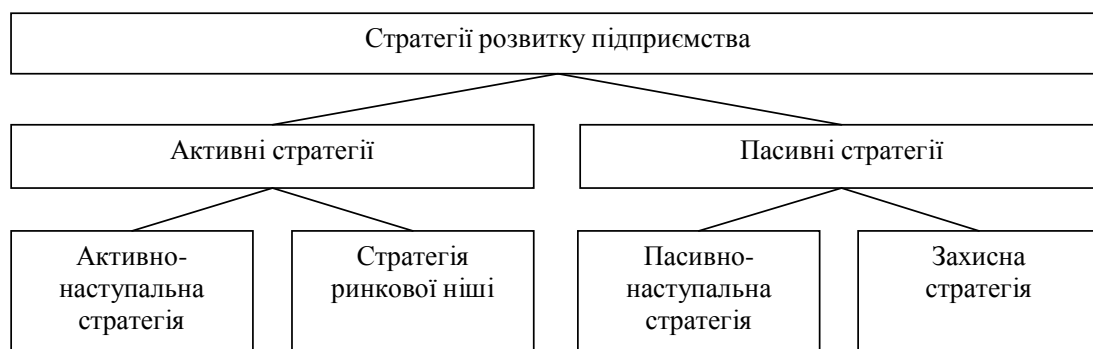 Стратегії розвитку підприємства
Активні стратегії
Пасивні стратегії
Активно-
наступальна
стратегія
Стратегія
ринкової ніші
Пасивно-
наступальна
стратегія
Захисна
стратегія